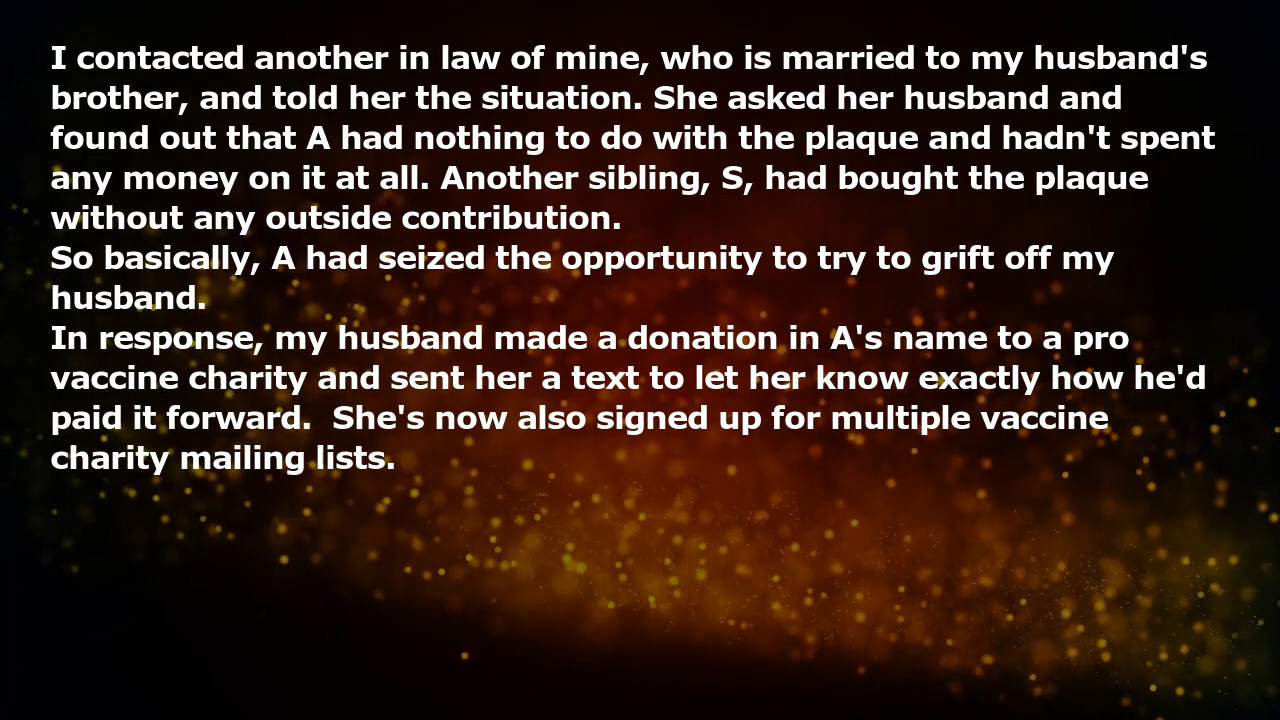 I contacted another in law of mine, who is married to my husband's
brother, and told her the situation. She asked her husband and
found out that A had nothing to do with the plaque and hadn't spent
any money on it at all. Another sibling, S, had bought the plaque
without any outside contribution.
So basically, A had seized the opportunity to try to grift off my
husband.
In response, my husband made a donation in A's name to a pro
vaccine charity and sent her a text to let her know exactly how he'd
paid it forward.  She's now also signed up for multiple vaccine
charity mailing lists.